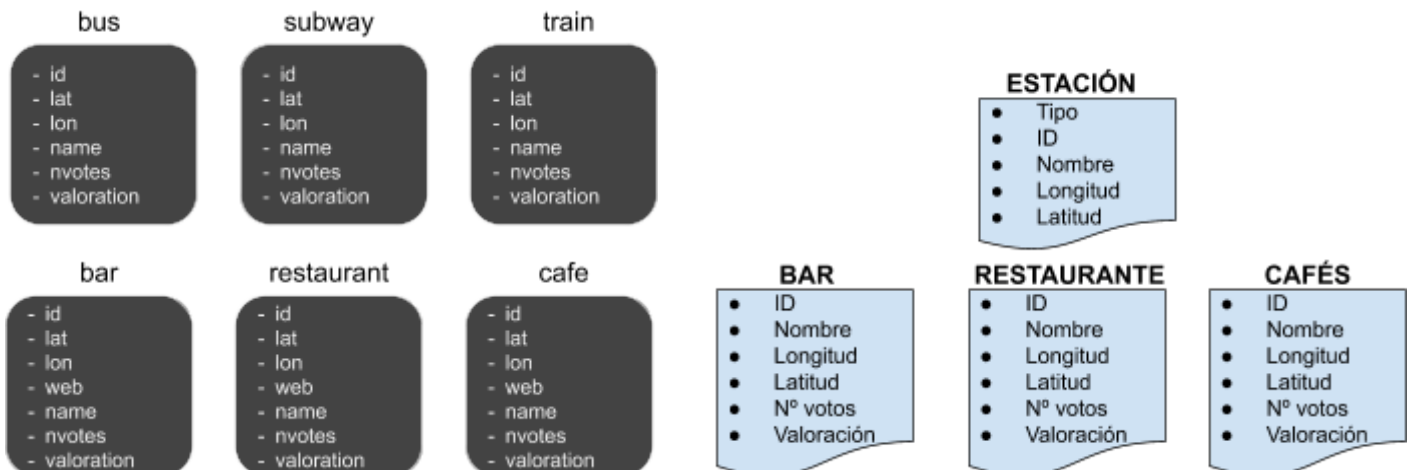 bus
- id
- lat
- lon
- name
- nvotes
- valoration
subway
- id
- lat
- lon
- name
- nvotes
- valoration
train
- id
- lat
- lon
- name
- nvotes
- valoration
bar
- id
- lat
- lon
- web
- name
- nvotes
- valoration
restaurant
- id
- lat
- lon
- web
- name
- nvotes
- valoration
cafe
- id
- lat
- lon
- web
- name
- nvotes
- valoration
ESTACIÓN
● Tipo
● ID
● Nombre
● Longitud
● Latitud
BAR
● ID
● Nombre
● Longitud
● Latitud
● Nº votos
● Valoración
RESTAURANTE
● ID
● Nombre
● Longitud
● Latitud
● Nº votos
● Valoración
CAFÉS
● ID
● Nombre
● Longitud
● Latitud
● Nº votos
● Valoración